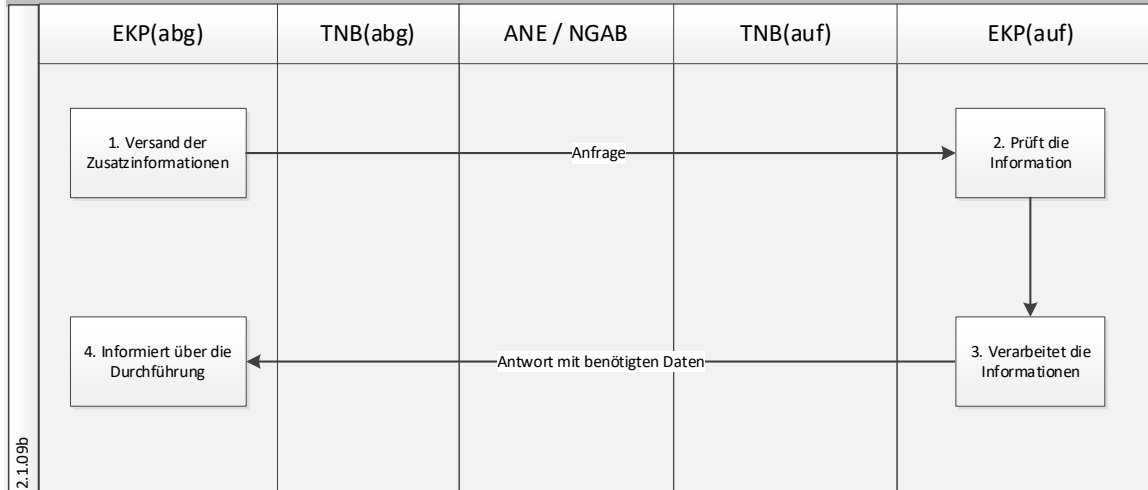 EKP(abg)
TNB(abg)
ANE / NGAB
TNB(auf)
EKP(auf)
1. Versand der
Zusatzinformationen
Anfrage
2. Prüft die
Information
4. Informiert über die
Durchführung
Antwort mit benötigten Daten
3. Verarbeitet die
Informationen
2.1.09b